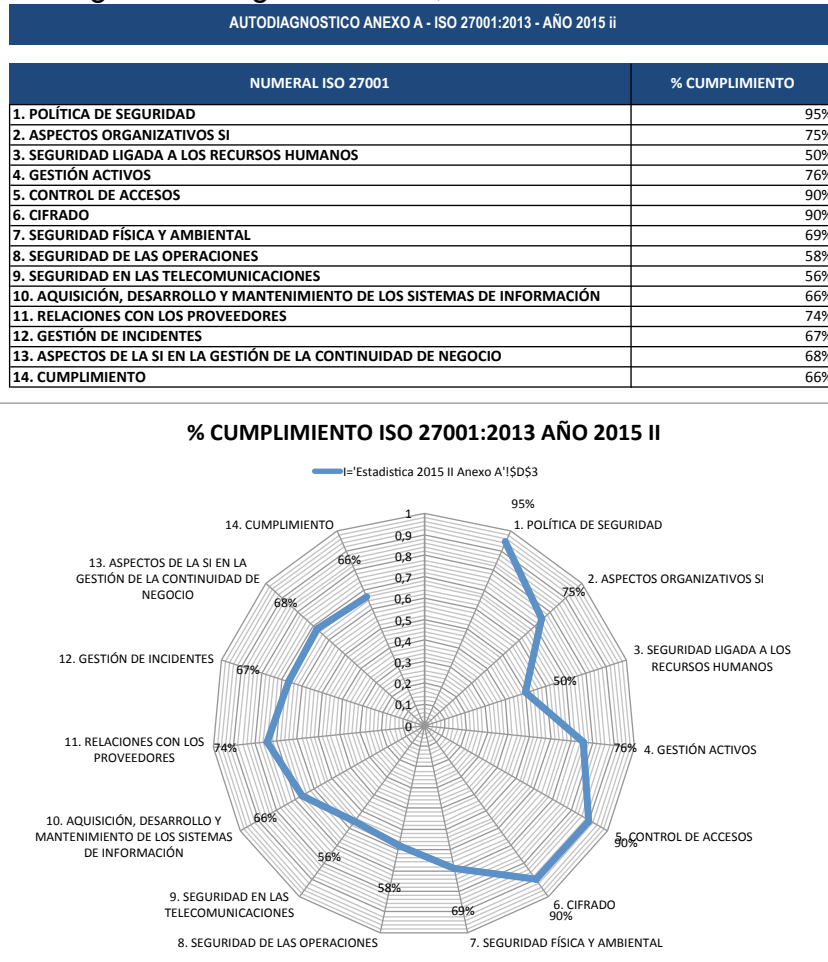 AUTODIAGNOSTICO ANEXO A - ISO 27001:2013 - AÑO 2015 ii
NUMERAL ISO 27001 % CUMPLIMIENTO
1. POLÍTICA DE SEGURIDAD 95%
2. ASPECTOS ORGANIZATIVOS SI 75%
3. SEGURIDAD LIGADA A LOS RECURSOS HUMANOS 50%
4. GESTIÓN ACTIVOS 76%
5. CONTROL DE ACCESOS 90%
6. CIFRADO 90%
7. SEGURIDAD FÍSICA Y AMBIENTAL 69%
8. SEGURIDAD DE LAS OPERACIONES 58%
9. SEGURIDAD EN LAS TELECOMUNICACIONES 56%
10. AQUISICIÓN, DESARROLLO Y MANTENIMIENTO DE LOS SISTEMAS DE INFORMACIÓN 66%
11. RELACIONES CON LOS PROVEEDORES 74%
12. GESTIÓN DE INCIDENTES 67%
13. ASPECTOS DE LA SI EN LA GESTIÓN DE LA CONTINUIDAD DE NEGOCIO 68%
14. CUMPLIMIENTO 66%
% CUMPLIMIENTO ISO 27001:2013 AÑO 2015 II
I='Estadistica 2015 II Anexo A'!$D$3
95%
1. POLÍTICA DE SEGURIDAD
75%
2. ASPECTOS ORGANIZATIVOS SI
50%
3. SEGURIDAD LIGADA A LOS
RECURSOS HUMANOS
76%
4. GESTIÓN ACTIVOS
5. CONTROL DE ACCESOS
90%
6. CIFRADO
90%
69%
7. SEGURIDAD FÍSICA Y AMBIENTAL
58%
8. SEGURIDAD DE LAS OPERACIONES
56%
9. SEGURIDAD EN LAS
TELECOMUNICACIONES
66%
10. AQUISICIÓN, DESARROLLO Y
MANTENIMIENTO DE LOS SISTEMAS
DE INFORMACIÓN
74%
11. RELACIONES CON LOS
PROVEEDORES
67%
12. GESTIÓN DE INCIDENTES
68%
13. ASPECTOS DE LA SI EN LA
GESTIÓN DE LA CONTINUIDAD DE
NEGOCIO
66%
14. CUMPLIMIENTO
1
0,9
0,8
0,7
0,6
0,5
0,4
0,3
0,2
0,1
0